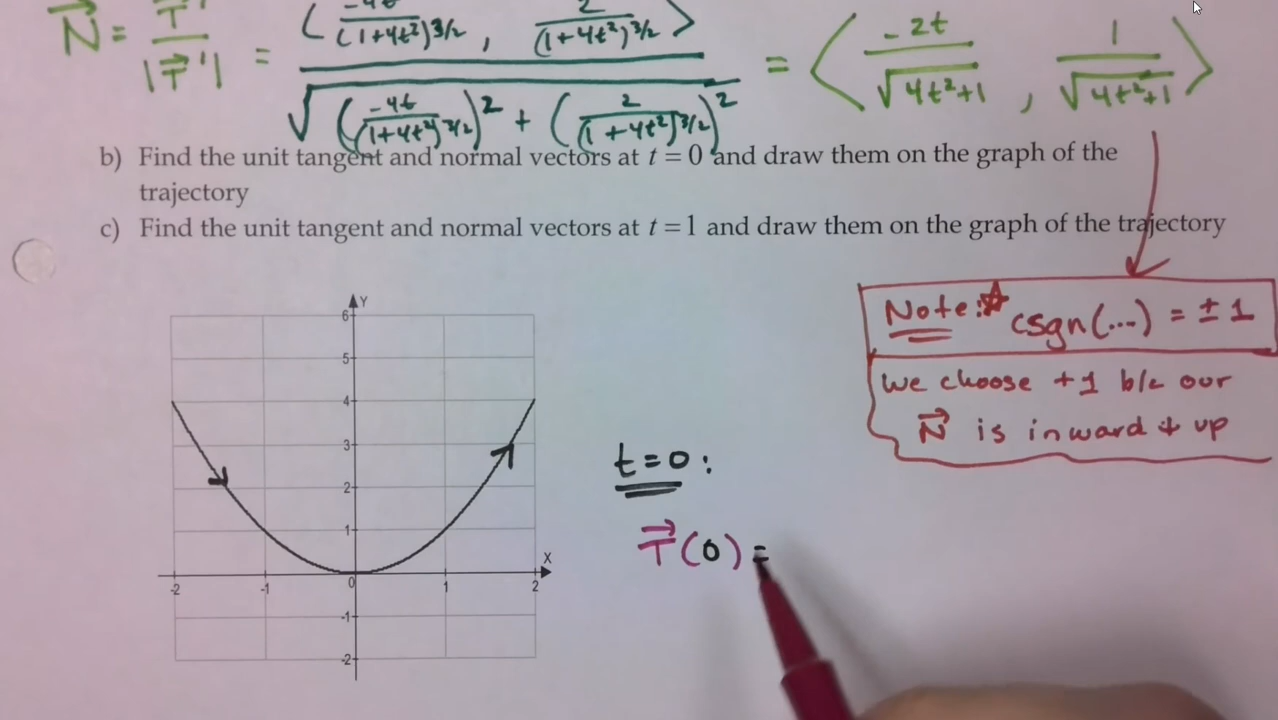 N⃗ = T⃗' / |T⃗'| = ⟨ -4t / (1+4t²)^3/2 , 2 / (1+4t²)^3/2 ⟩ / √( (-4t / (1+4t²)^3/2)² + (2 / (1+4t²)^3/2)² ) = ⟨ -2t / √4t²+1 , 1 / √4t²+1 ⟩
b) Find the unit tangent and normal vectors at t = 0 and draw them on the graph of the
trajectory
c) Find the unit tangent and normal vectors at t = 1 and draw them on the graph of the trajectory
Note:☆ csgn(...) = ±1
we choose +1 b/c our
N⃗ is inward + up
Y
6
5
4
3
2
1
X
-2 -1 0 1 2
-1
-2
t=0:
T⃗(0) =